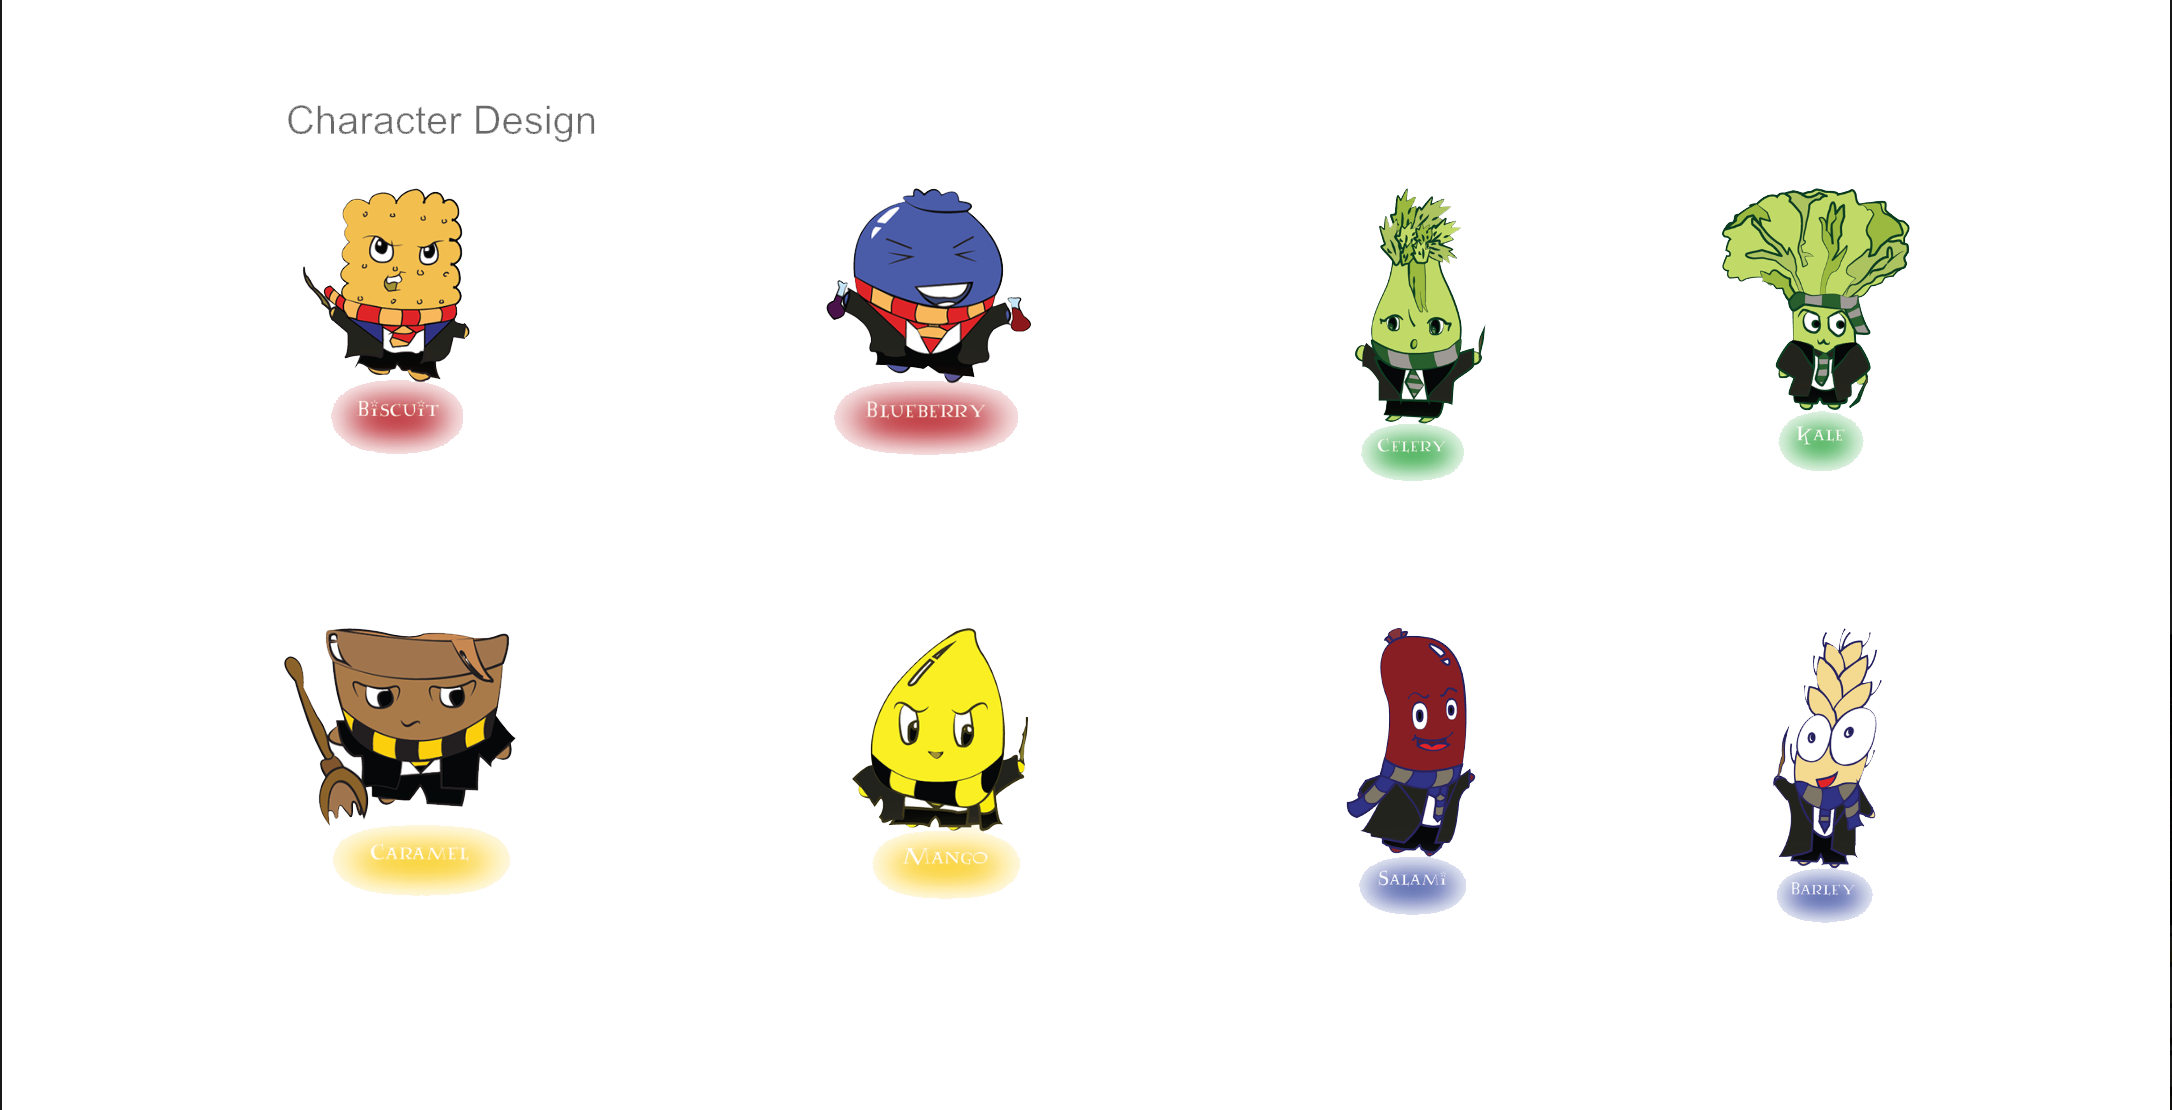 Character Design
Biscuit
Blueberry
Celery
Kale
Caramel
Mango
Salami
Barley